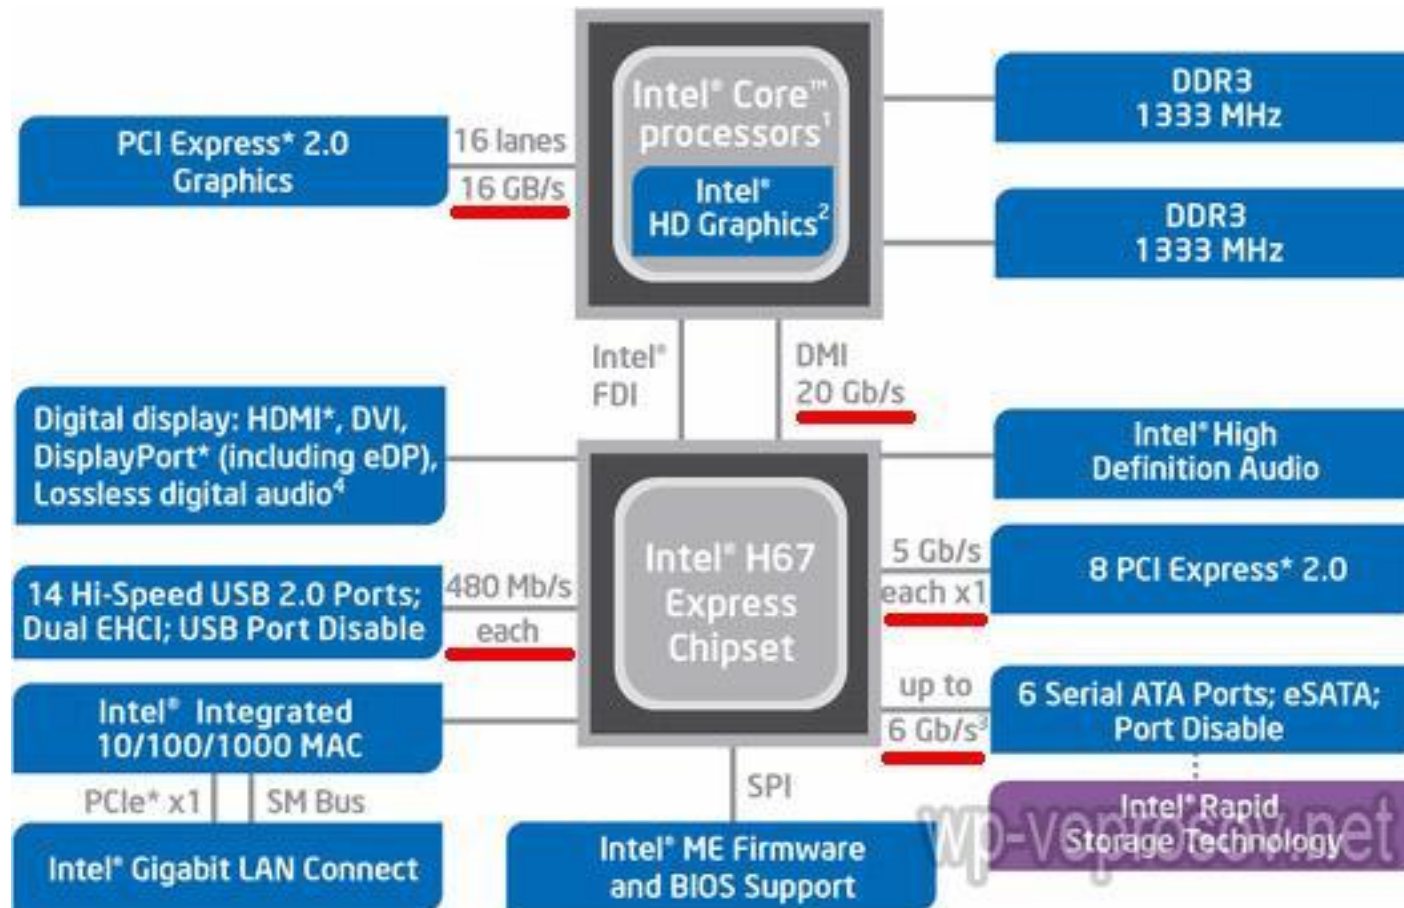 Intel® Core™
processors¹
Intel®
HD Graphics²
DDR3
1333 MHz
DDR3
1333 MHz
PCI Express* 2.0
Graphics
16 lanes
16 GB/s
Intel®
FDI
DMI
20 Gb/s
Digital display: HDMI*, DVI,
DisplayPort* (including eDP),
Lossless digital audio⁴
Intel® High
Definition Audio
Intel® H67
Express
Chipset
5 Gb/s
each x1
8 PCI Express* 2.0
14 Hi-Speed USB 2.0 Ports;
Dual EHCI; USB Port Disable
480 Mb/s
each
up to
6 Gb/s³
6 Serial ATA Ports; eSATA;
Port Disable
Intel® Integrated
10/100/1000 MAC
PCIe* x1
SM Bus
SPI
Intel® Rapid
Storage Technology
Intel® Gigabit LAN Connect
Intel® ME Firmware
and BIOS Support
wp-voprosov.net